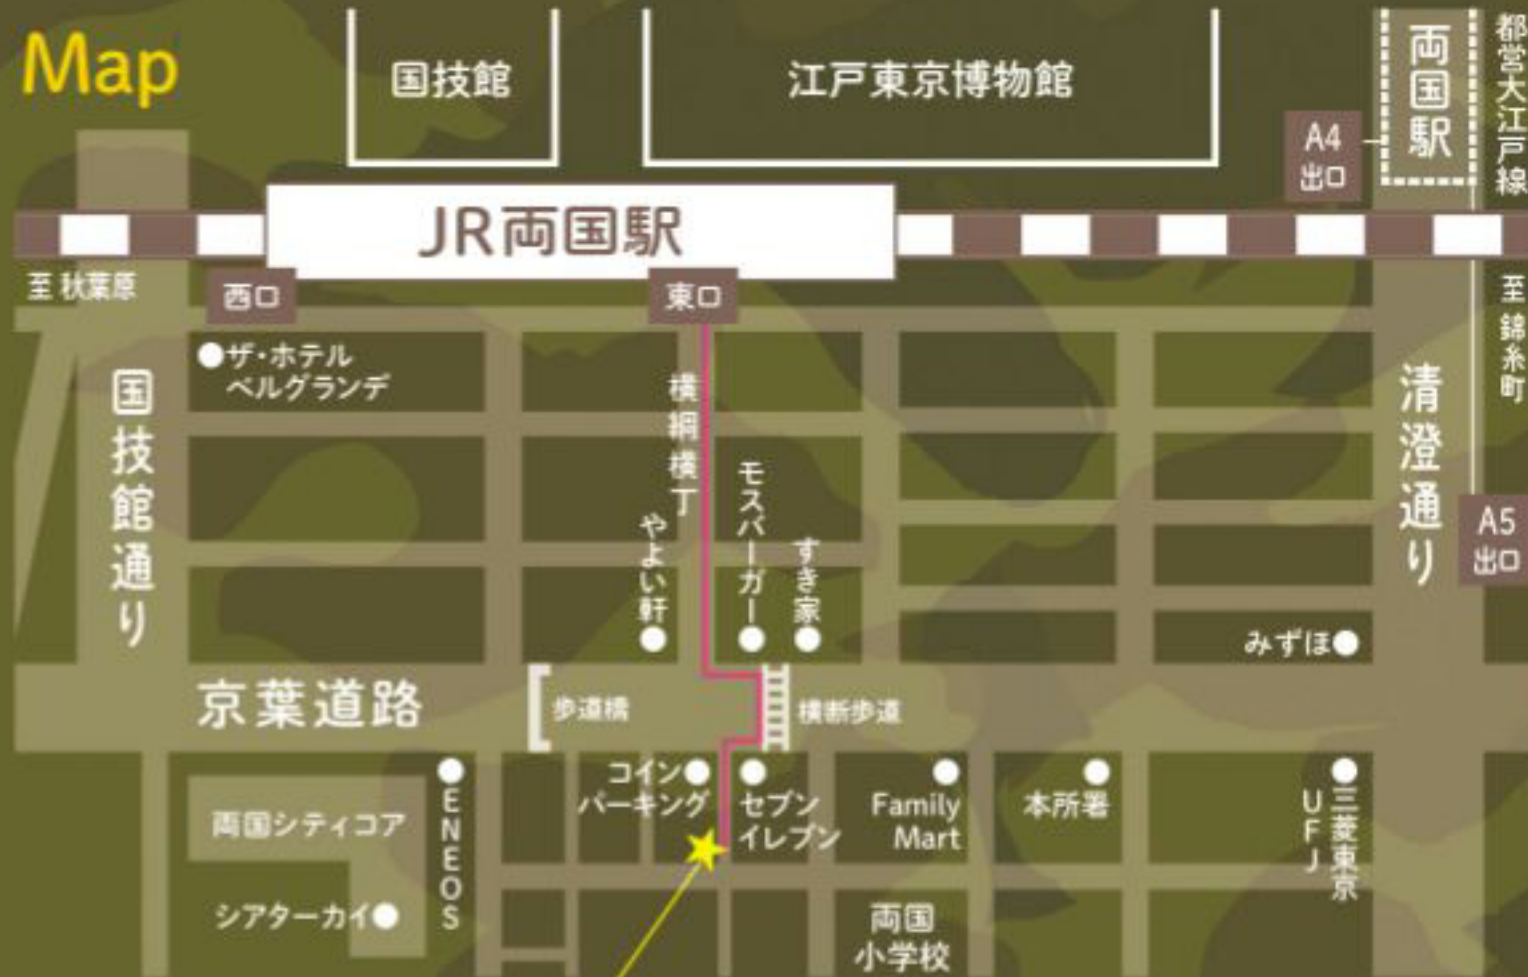 Map
国技館
江戸東京博物館
両国駅
都営大江戸線
A4
出口
JR両国駅
至 秋葉原
西口
東口
至 錦糸町
ザ・ホテル
ベルグランデ
国技館通り
横綱横丁
清澄通り
A5
出口
やよい軒
モスバーガー
すき家
みずほ
京葉道路
歩道橋
横断歩道
コイン
パーキング
セブン
イレブン
Family
Mart
本所署
三菱東京
UFJ
両国シティコア
ENEOS
シアターカイ
両国
小学校